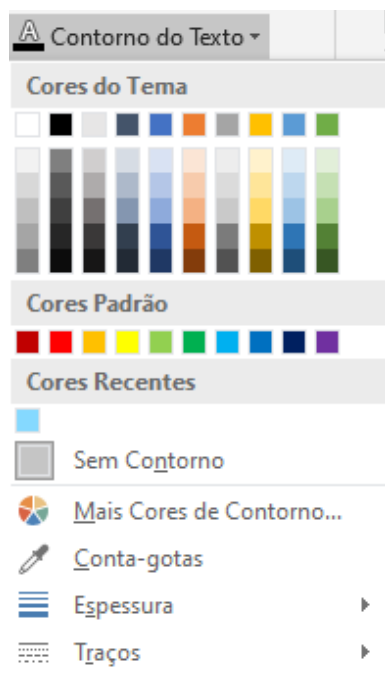 A Contorno do Texto
Cores do Tema
Cores Padrão
Cores Recentes
Sem Contorno
Mais Cores de Contorno...
Conta-gotas
Espessura
Traços